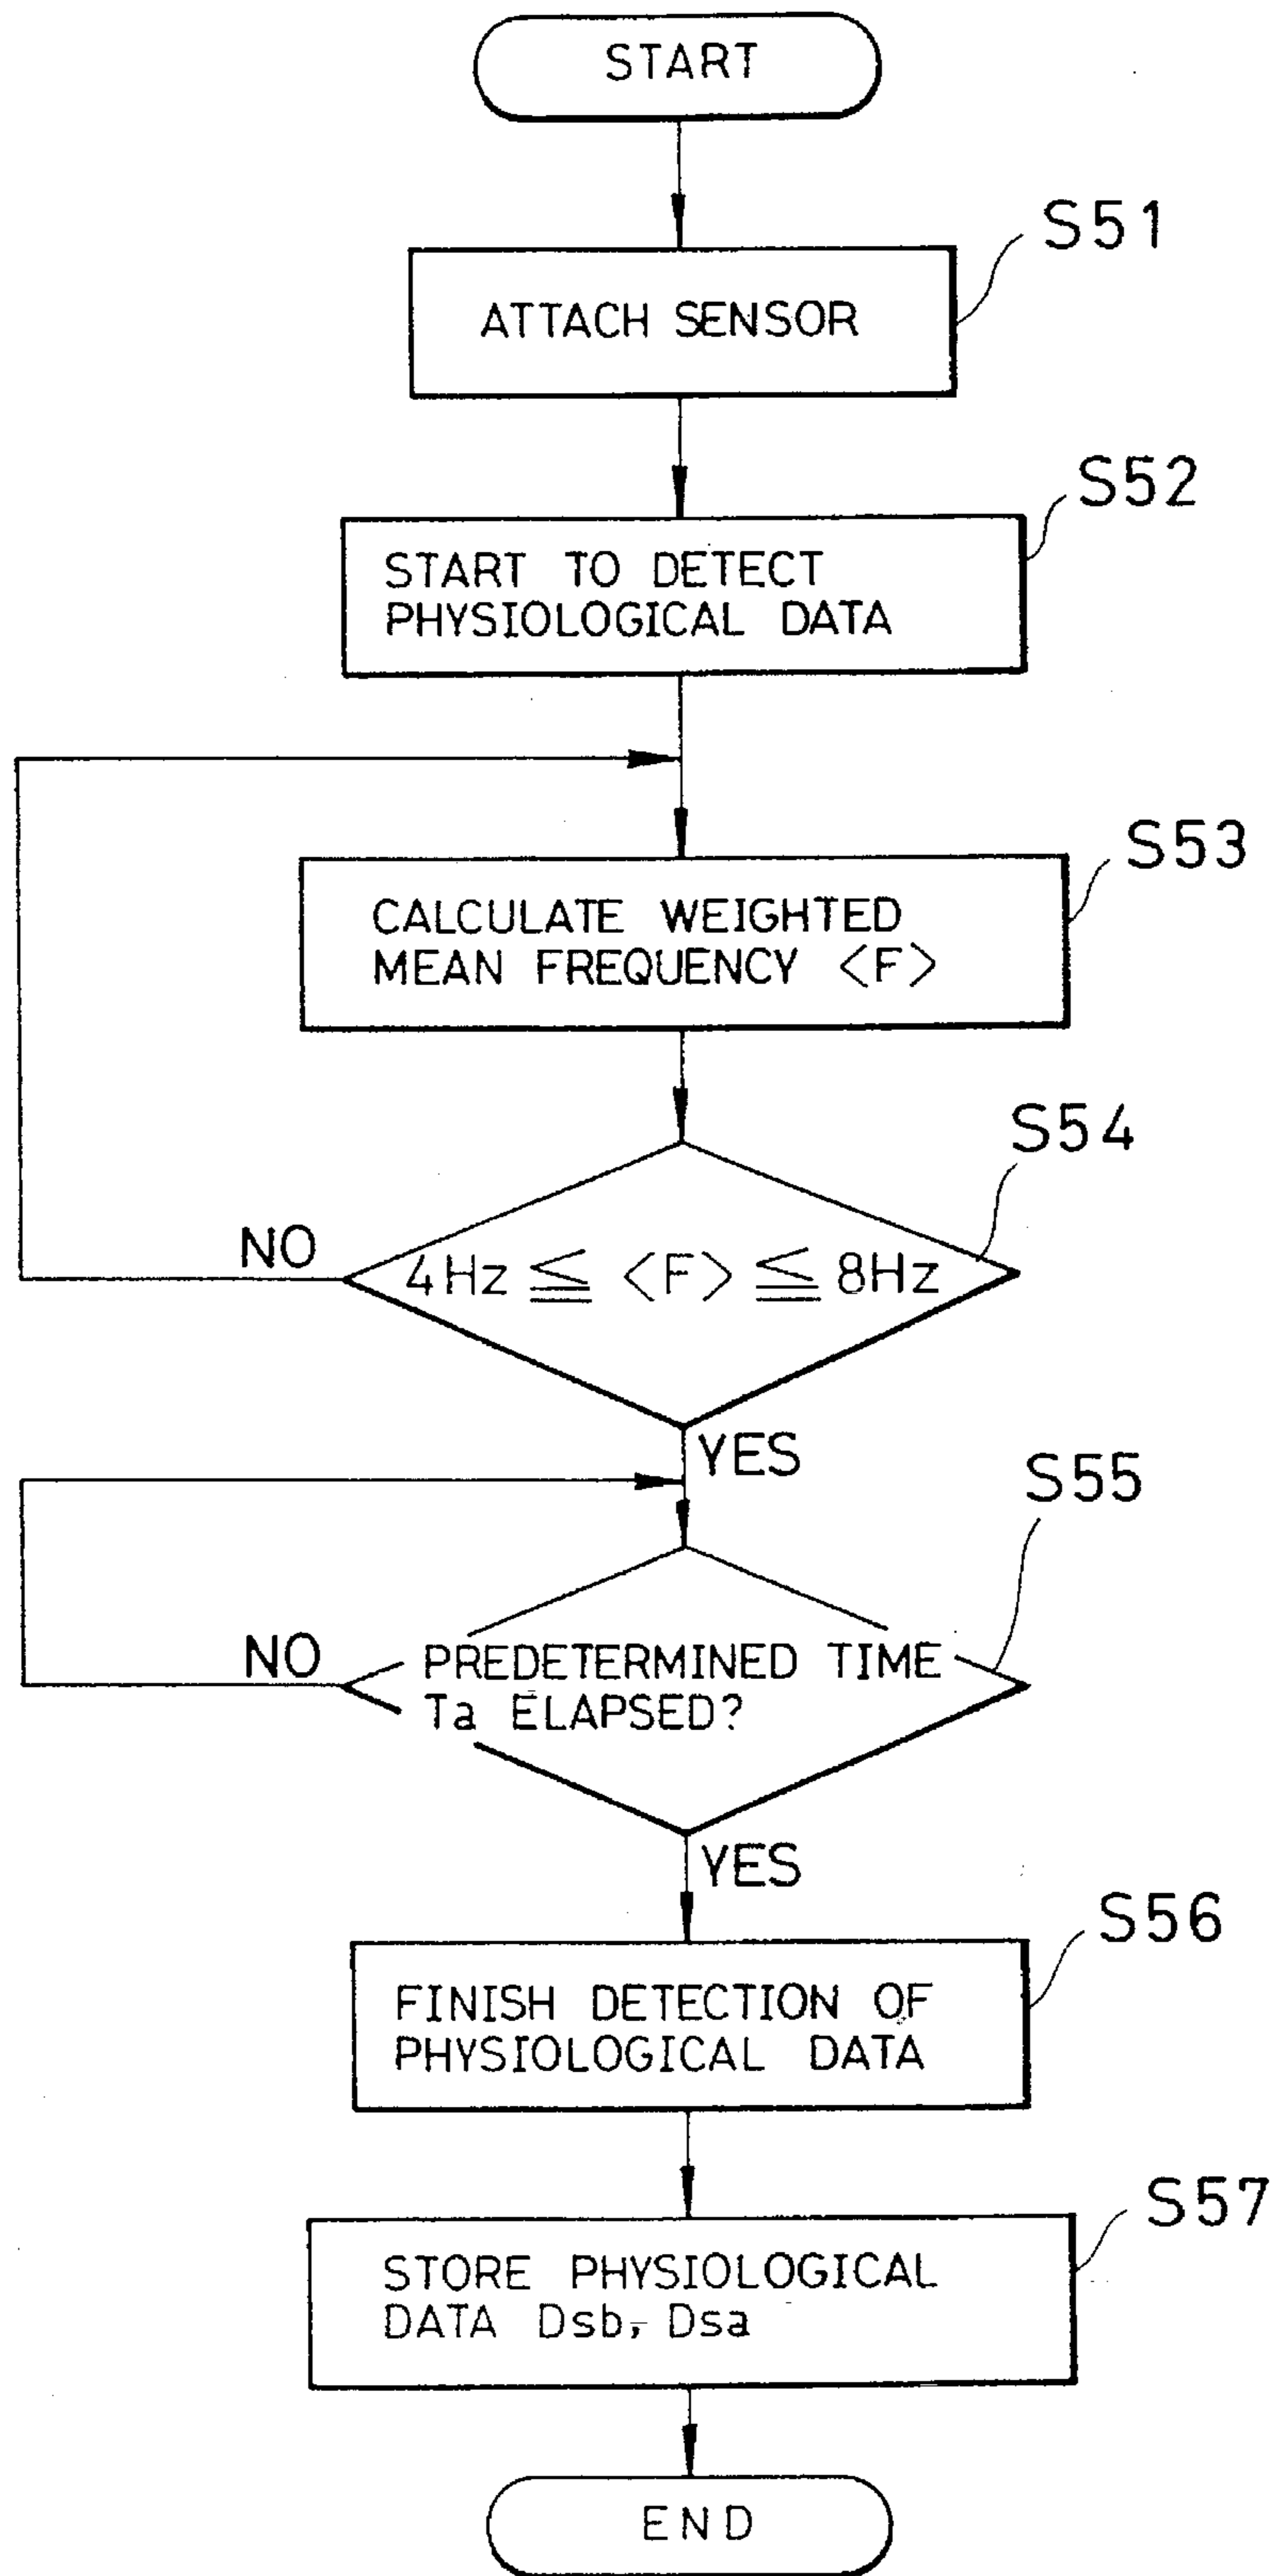 START
S51
ATTACH SENSOR
S52
START TO DETECT
PHYSIOLOGICAL DATA
S53
CALCULATE WEIGHTED
MEAN FREQUENCY <F>
S54
NO
4Hz ≦ <F> ≦ 8Hz
YES
S55
NO
PREDETERMINED TIME
Ta ELAPSED?
YES
S56
FINISH DETECTION OF
PHYSIOLOGICAL DATA
S57
STORE PHYSIOLOGICAL
DATA Dsb, Dsa
END